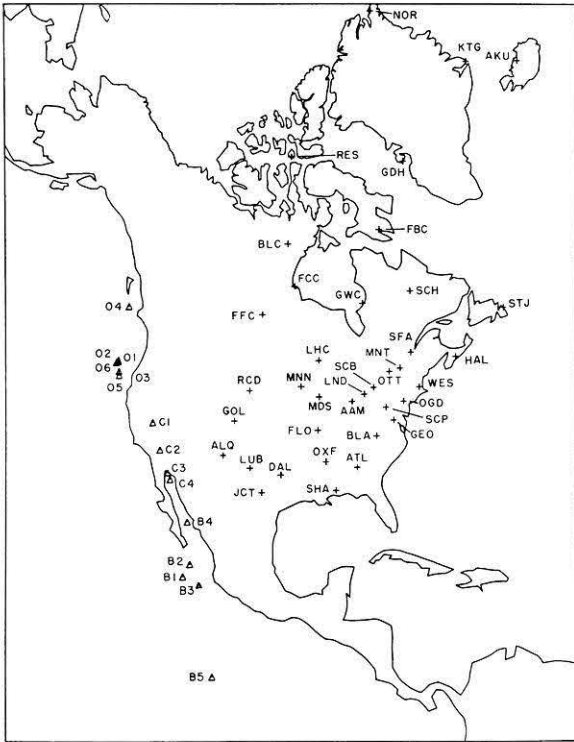 NOR
KTG
AKU
RES
GDH
FBC
BLC
FCC
GWC
SCH
STJ
O4
FFC
SFA
HAL
MNT
LHC
O2
O1
O6
O5
O3
SCB
OTT
WES
RCD
MNN
LND
OGD
MDS
AAM
SCP
GEO
GOL
C1
FLO
BLA
C2
ALQ
LUB
DAL
OXF
ATL
C3
C4
JCT
SHA
B4
B2
B1
B3
B5